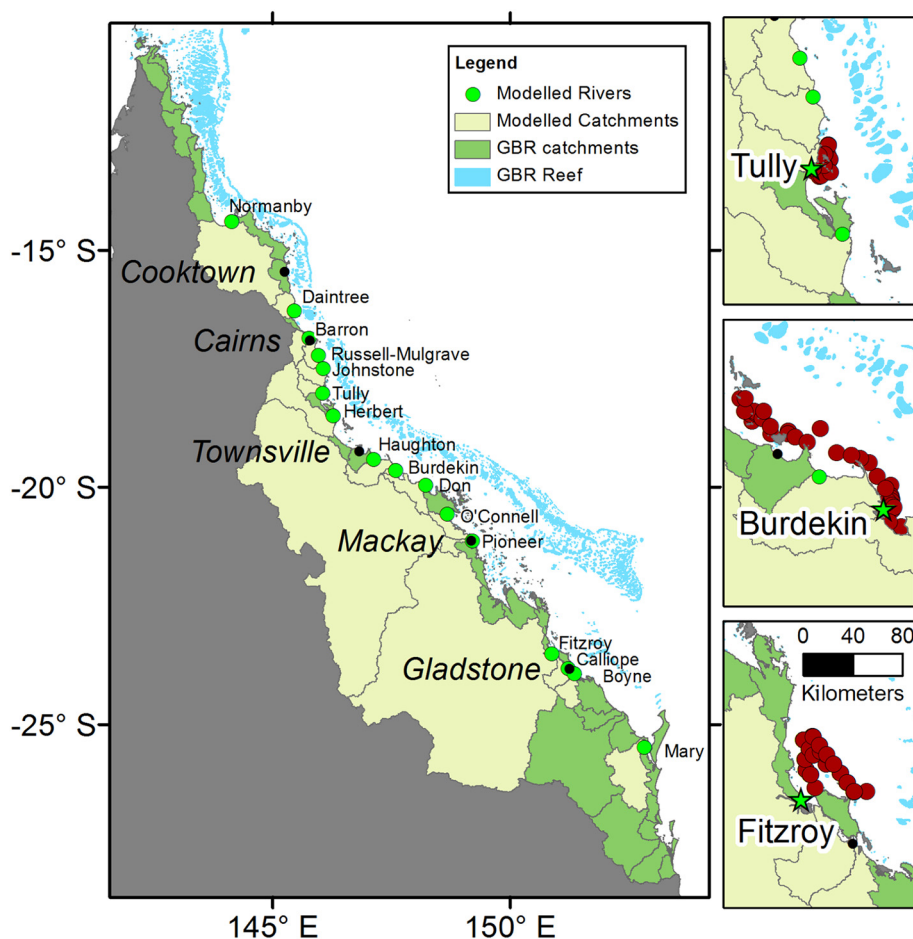 Legend
Modelled Rivers
Modelled Catchments
GBR catchments
GBR Reef
Normanby
-15° S
Cooktown
Daintree
Cairns
Barron
Russell-Mulgrave
Johnstone
Tully
Herbert
Townsville
Haughton
Burdekin
-20° S
Don
O'Connell
Mackay
Pioneer
Fitzroy
Gladstone
Calliope
Boyne
-25° S
Mary
145° E
150° E
Tully
Burdekin
0 40 80
Kilometers
Fitzroy